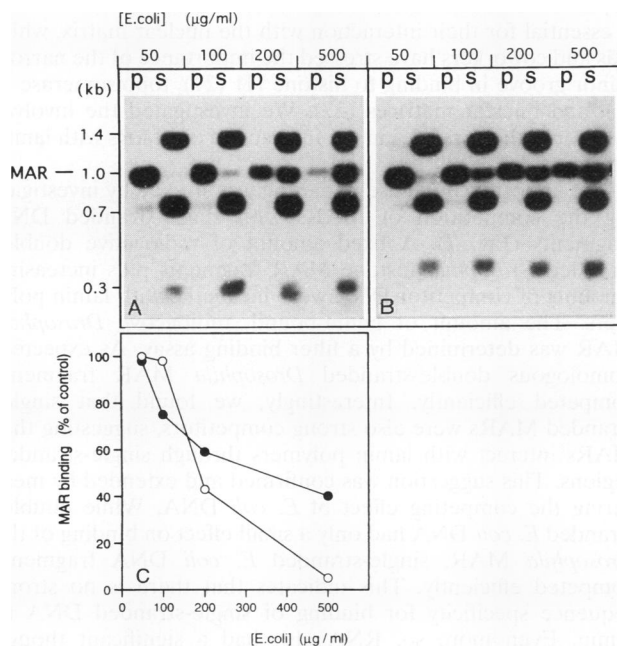 [E.coli] (µg/ml)
50 100 200 500 50 100 200 500
p s p s p s p s p s p s p s p s
(kb)
1.4
MAR — 1.0
0.7
0.3
A B
MAR binding (% of control)
100
80
60
40
20
0
C
0 100 200 300 400 500
[E.coli] (µg / ml)